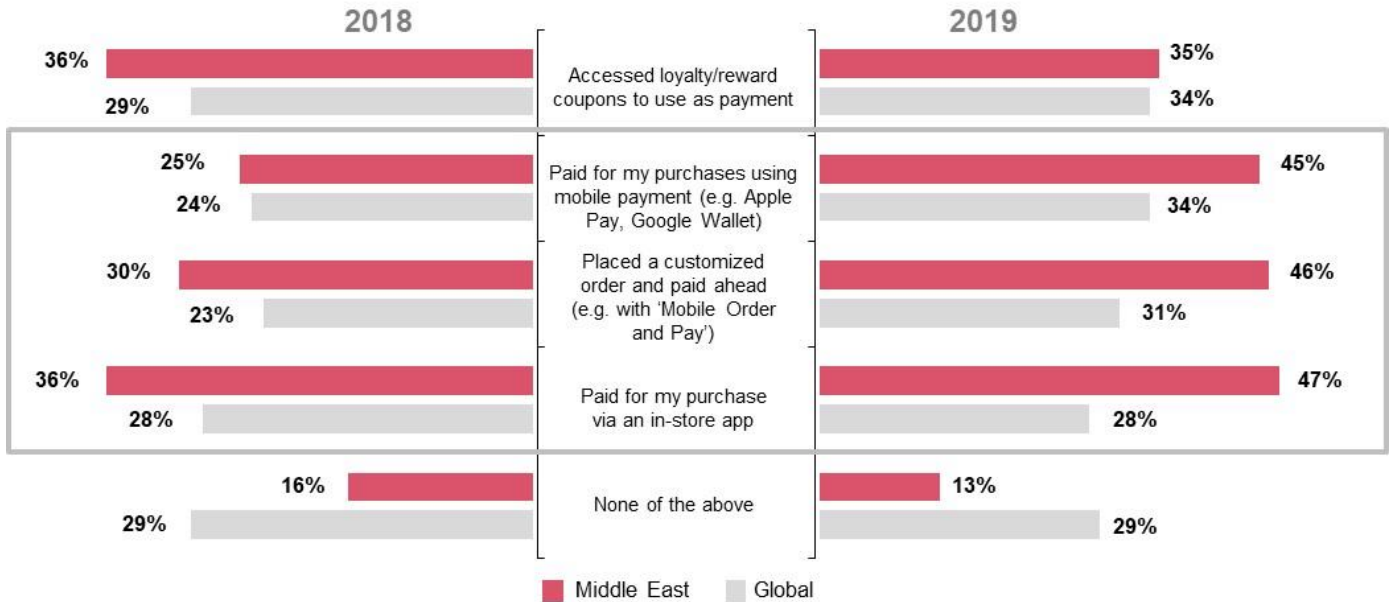 2018
2019
36%
Accessed loyalty/reward
coupons to use as payment
35%
29%
34%
25%
Paid for my purchases using
mobile payment (e.g. Apple
Pay, Google Wallet)
45%
24%
34%
30%
Placed a customized
order and paid ahead
(e.g. with ‘Mobile Order
and Pay’)
46%
23%
31%
36%
Paid for my purchase
via an in-store app
47%
28%
28%
16%
None of the above
13%
29%
29%
Middle East
Global